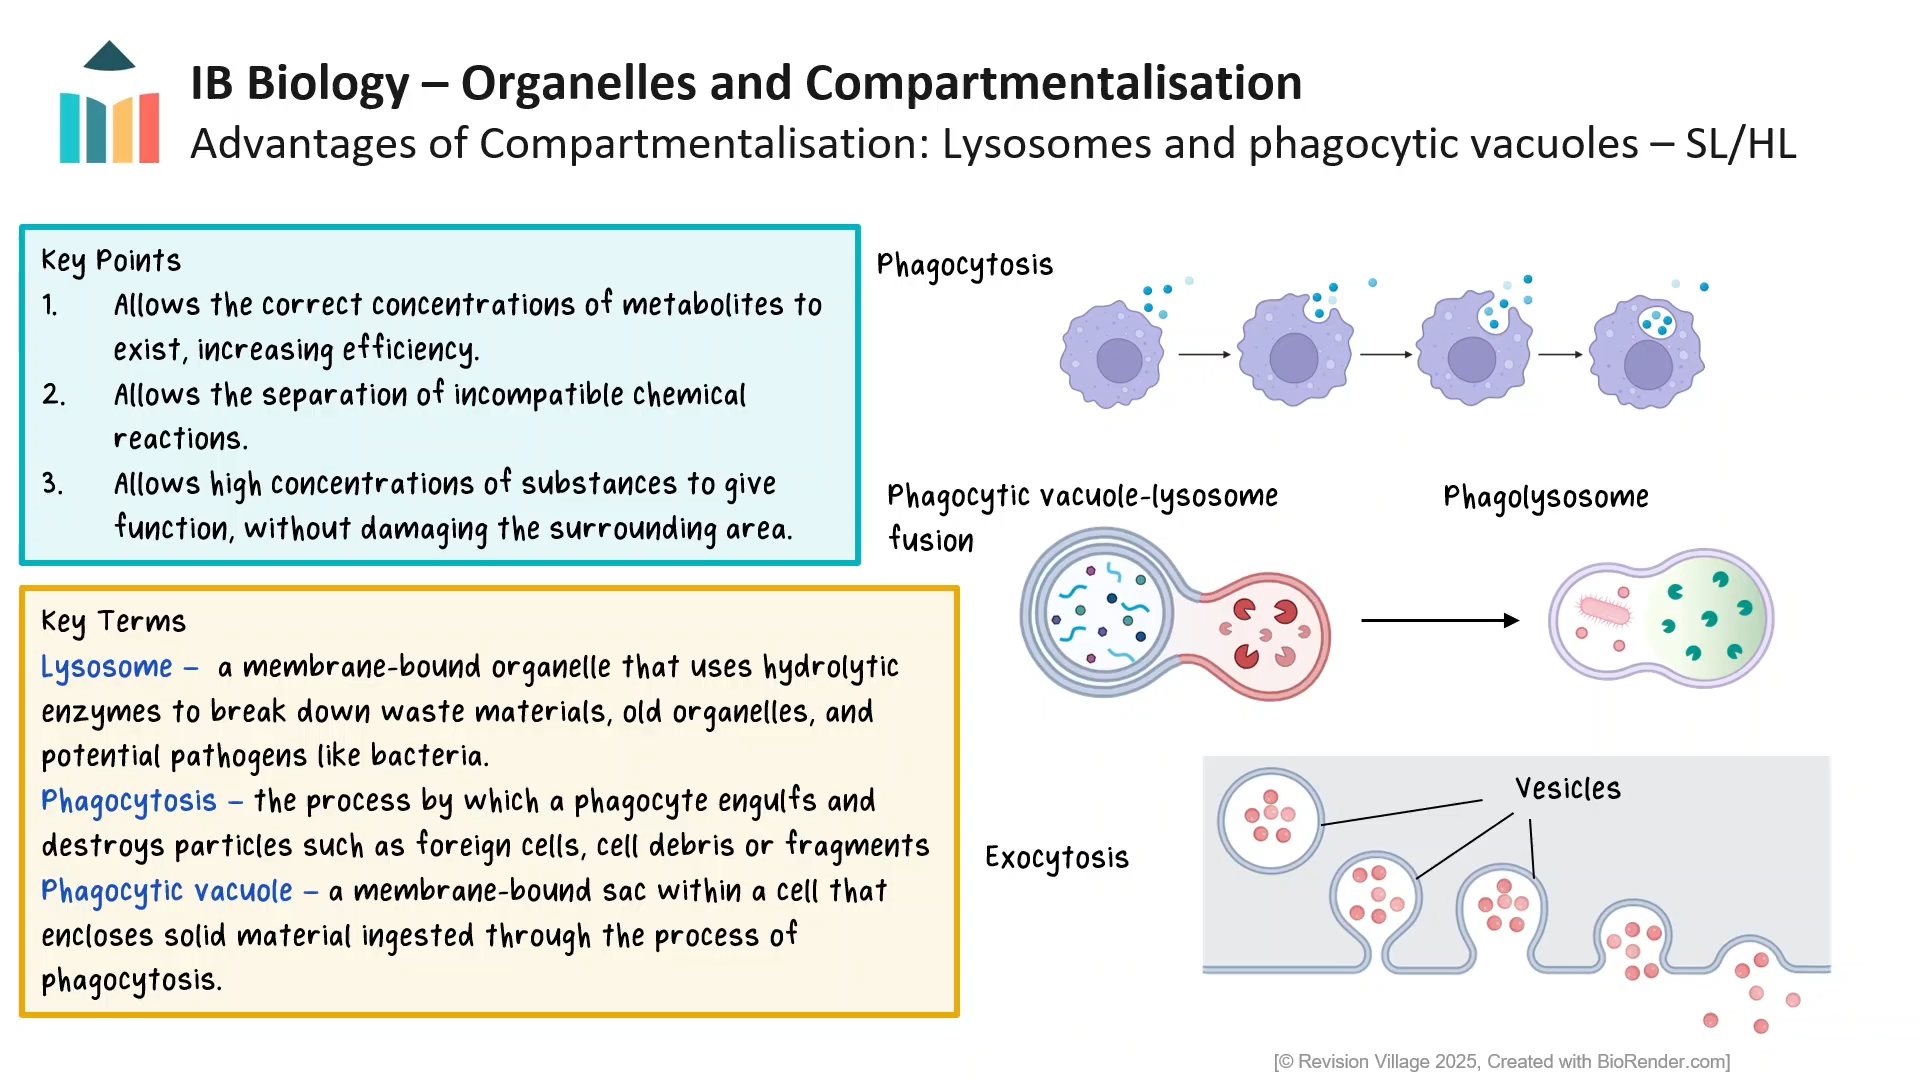 IB Biology – Organelles and Compartmentalisation
Advantages of Compartmentalisation: Lysosomes and phagocytic vacuoles – SL/HL
Key Points
1. Allows the correct concentrations of metabolites to
exist, increasing efficiency.
2. Allows the separation of incompatible chemical
reactions.
3. Allows high concentrations of substances to give
function, without damaging the surrounding area.
Key Terms
Lysosome – a membrane-bound organelle that uses hydrolytic
enzymes to break down waste materials, old organelles, and
potential pathogens like bacteria.
Phagocytosis – the process by which a phagocyte engulfs and
destroys particles such as foreign cells, cell debris or fragments
Phagocytic vacuole – a membrane-bound sac within a cell that
encloses solid material ingested through the process of
phagocytosis.
Phagocytosis
Phagocytic vacuole-lysosome
fusion
Phagolysosome
Exocytosis
Vesicles
[© Revision Village 2025, Created with BioRender.com]